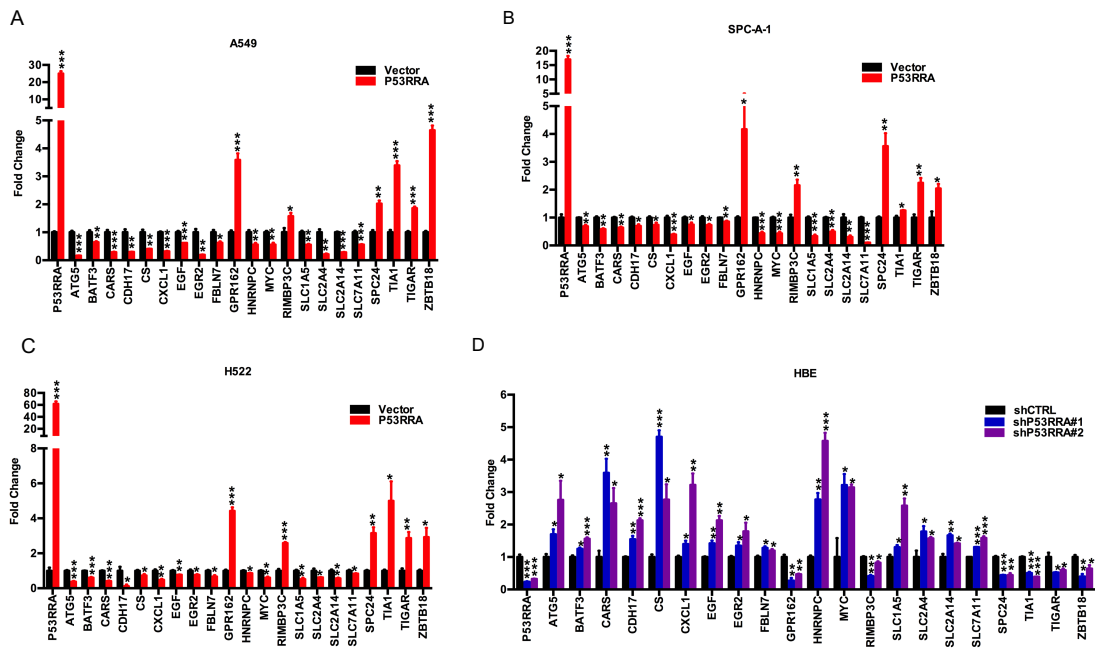 A
A549
Fold Change
30
20
10
6
4
2
0
Vector
P53RRA
***
***
**
***
**
**
**
***
**
***
**
**
*
**
**
***
**
**
***
***
***
P53RRA
ATG5
BATF3
CARS
CDH17
CS
CXCL1
EGF
EGR2
FBLN7
GPR162
HNRNPC
MYC
RIMBP3C
SLC1A5
SLC2A4
SLC2A14
SLC7A11
SPC24
TIA1
TIGAR
ZBTB18
B
SPC-A-1
Fold Change
20
15
10
5
5
4
3
2
1
0
Vector
P53RRA
P53RRA
ATG5
BATF3
CARS
CDH17
CS
CXCL1
EGF
EGR2
FBLN7
GPR162
HNRNPC
MYC
RIMBP3C
SLC1A5
SLC2A4
SLC2A14
SLC7A11
SPC24
TIA1
TIGAR
ZBTB18
C
H522
Fold Change
80
60
40
20
8
6
4
2
0
Vector
P53RRA
P53RRA
ATG5
BATF3
CARS
CDH17
CS
CXCL1
EGF
EGR2
FBLN7
GPR162
HNRNPC
MYC
RIMBP3C
SLC1A5
SLC2A4
SLC2A14
SLC7A11
SPC24
TIA1
TIGAR
ZBTB18
D
HBE
Fold Change
6
5
4
3
2
1
0
shCTRL
shP53RRA#1
shP53RRA#2
P53RRA
ATG5
BATF3
CARS
CDH17
CS
CXCL1
EGF
EGR2
FBLN7
GPR162
HNRNPC
MYC
RIMBP3C
SLC1A5
SLC2A4
SLC2A14
SLC7A11
SPC24
TIA1
TIGAR
ZBTB18